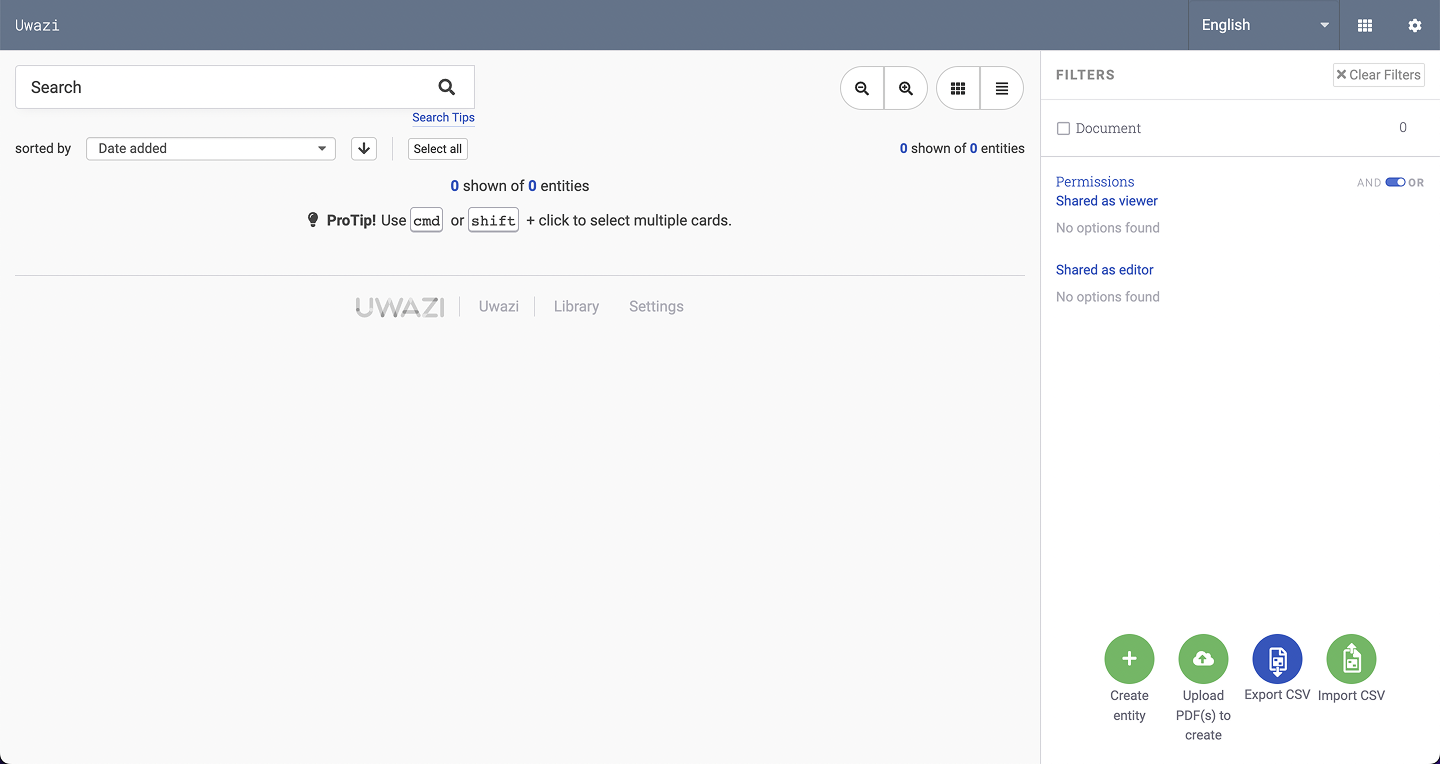 Uwazi
English
Search
Search Tips
sorted by
Date added
Select all
0 shown of 0 entities
0 shown of 0 entities
ProTip! Use cmd or shift + click to select multiple cards.
UWAZI
Uwazi
Library
Settings
FILTERS
Clear Filters
Document
0
Permissions
AND
OR
Shared as viewer
No options found
Shared as editor
No options found
Create
entity
Upload
PDF(s) to
create
Export CSV
Import CSV